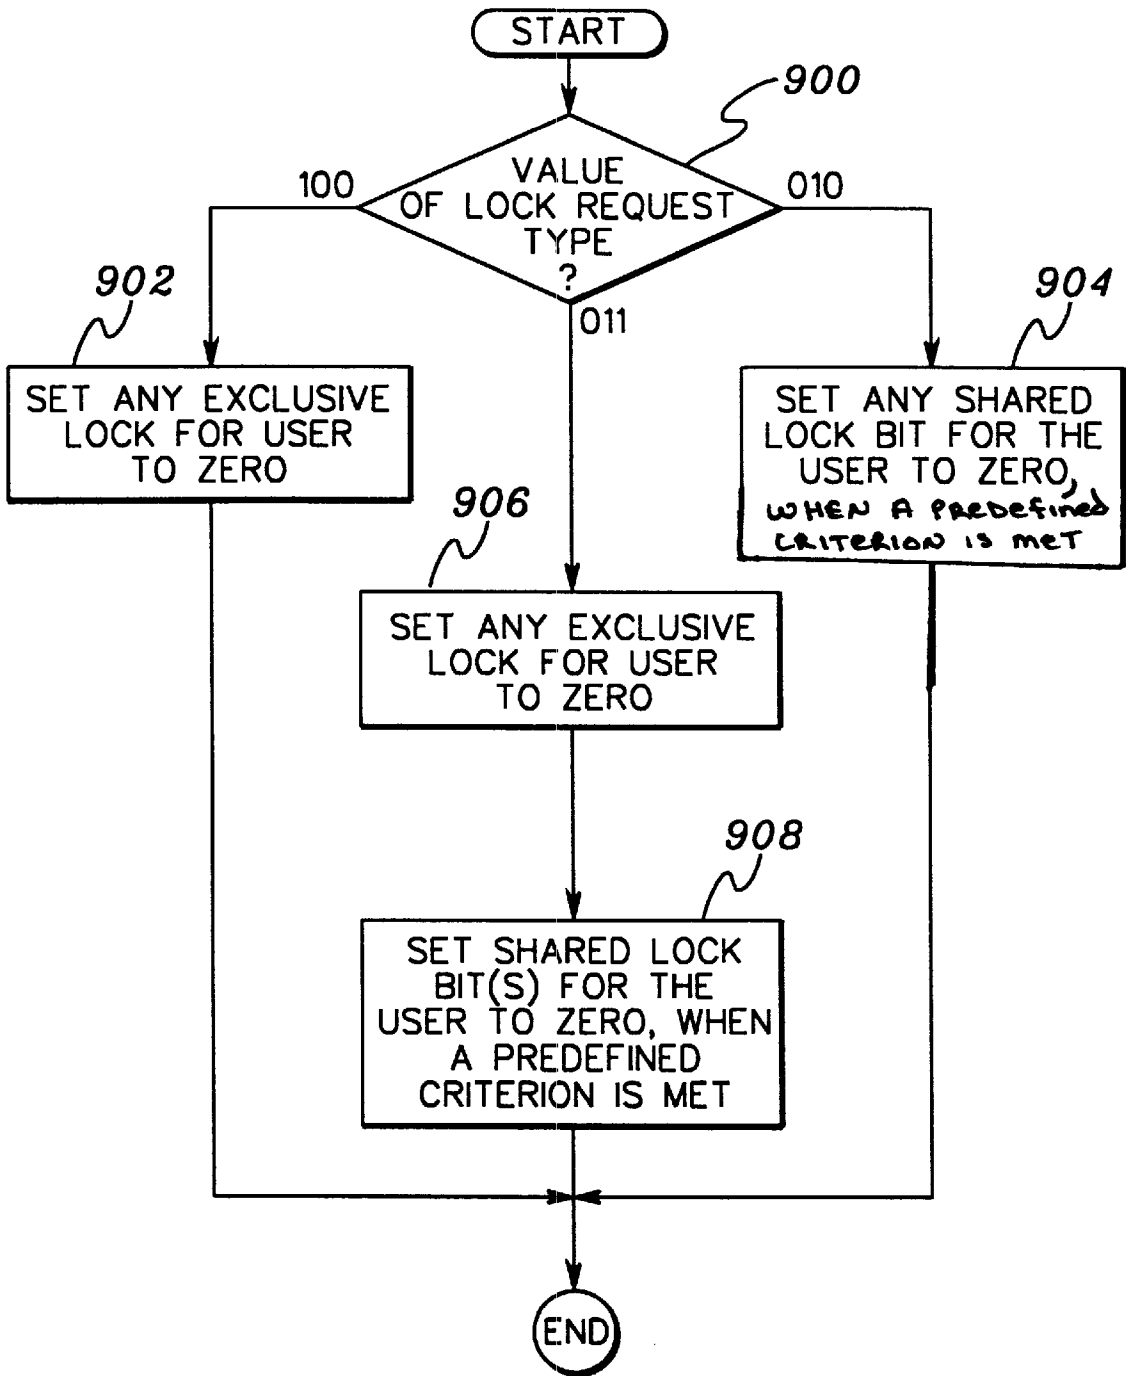 START
900
VALUE
OF LOCK REQUEST
TYPE
?
100
010
011
902
SET ANY EXCLUSIVE
LOCK FOR USER
TO ZERO
904
SET ANY SHARED
LOCK BIT FOR THE
USER TO ZERO,
WHEN A PREDEFINED
CRITERION IS MET
906
SET ANY EXCLUSIVE
LOCK FOR USER
TO ZERO
908
SET SHARED LOCK
BIT(S) FOR THE
USER TO ZERO, WHEN
A PREDEFINED
CRITERION IS MET
END